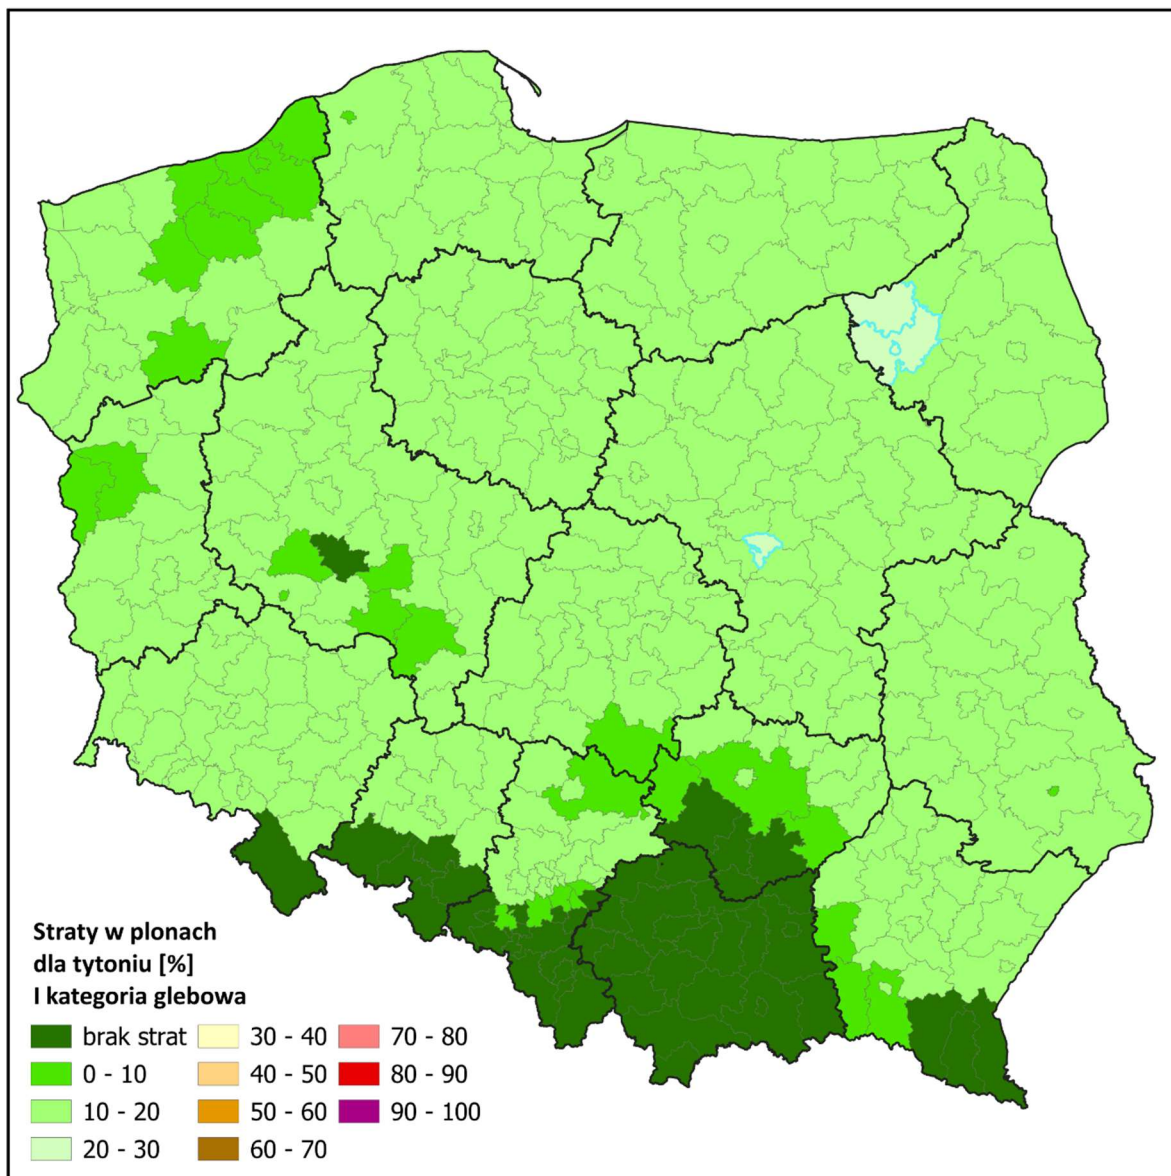 Straty w plonach
dla tytoniu [%]
I kategoria glebowa
brak strat
0 - 10
10 - 20
20 - 30
30 - 40
40 - 50
50 - 60
60 - 70
70 - 80
80 - 90
90 - 100